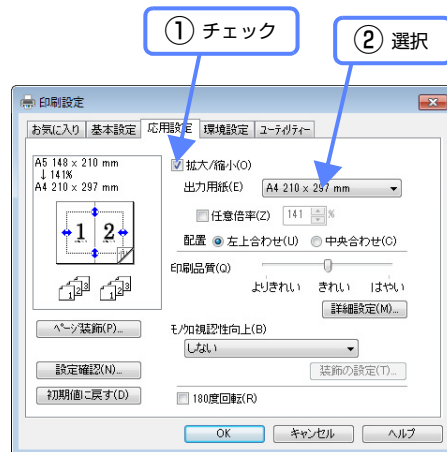 ① チェック
② 選択
印刷設定
お気に入り 基本設定 応用設定 環境設定 ユーティリティー
A5 148 x 210 mm
↓ 141%
A4 210 x 297 mm
1 2
1 2 3 1 2 3
ページ装飾(P)...
設定確認(N)...
初期値に戻す(D)
拡大/縮小(O)
出力用紙(E) A4 210 x 297 mm
任意倍率(Z) 141 %
配置 左上合わせ(U) 中央合わせ(C)
印刷品質(Q)
よりきれい きれい はやい
詳細設定(M)...
モノクロ視認性向上(B)
しない
装飾の設定(T)...
180度回転(R)
OK キャンセル ヘルプ